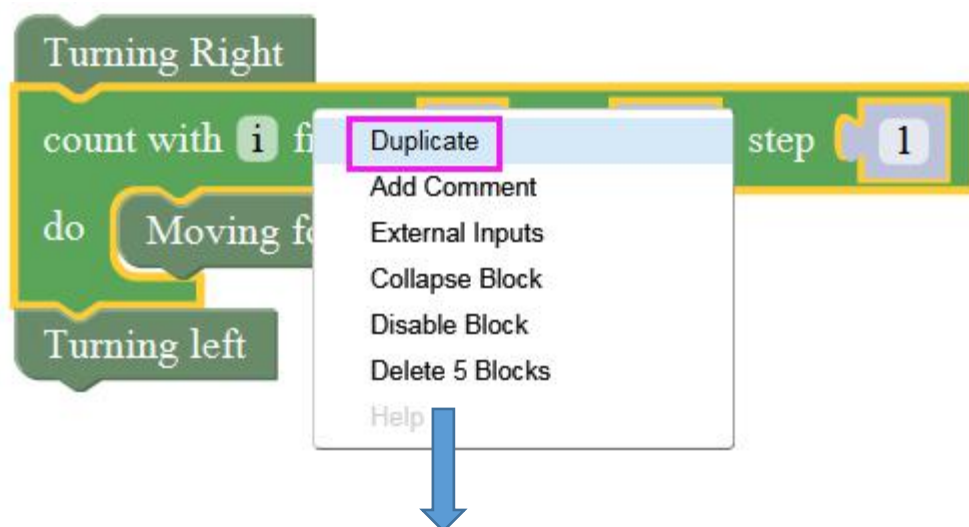 Turning Right
count with i step 1
Duplicate
Add Comment
do Moving
External Inputs
Collapse Block
Disable Block
Turning left
Delete 5 Blocks
Help